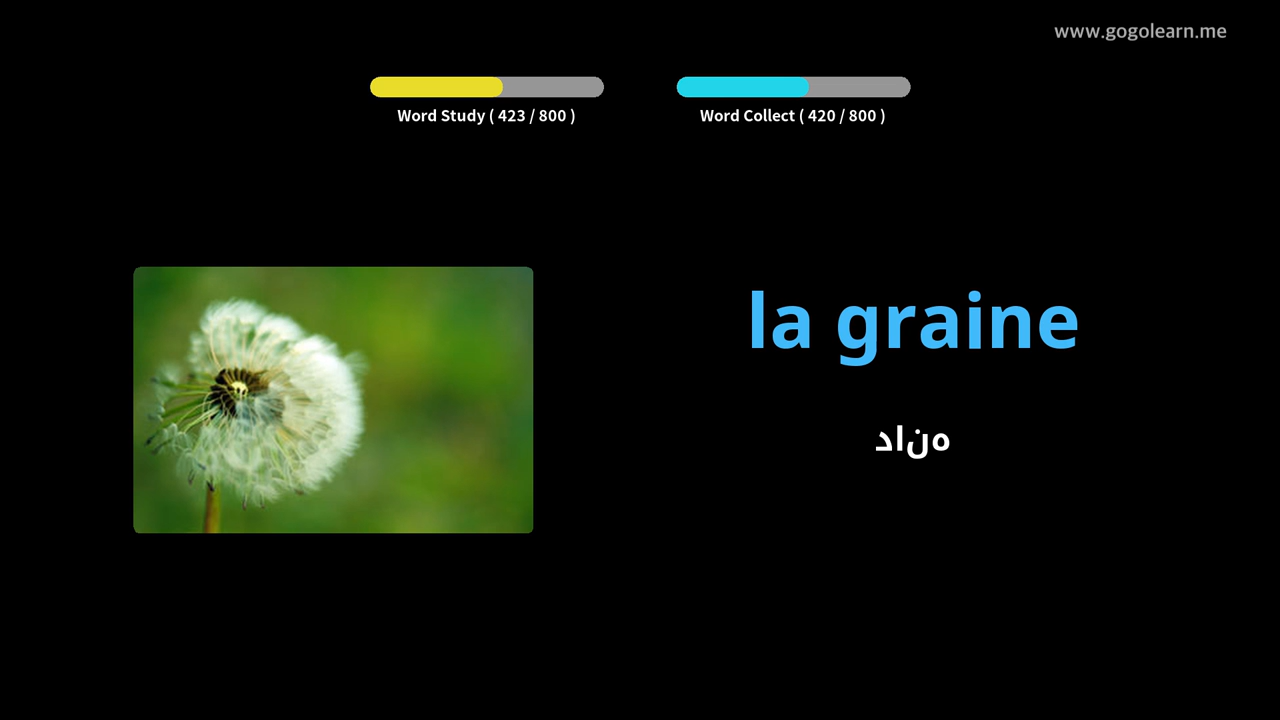 www.gogolearn.me
Word Study ( 423 / 800 )
Word Collect ( 420 / 800 )
la graine
دانه